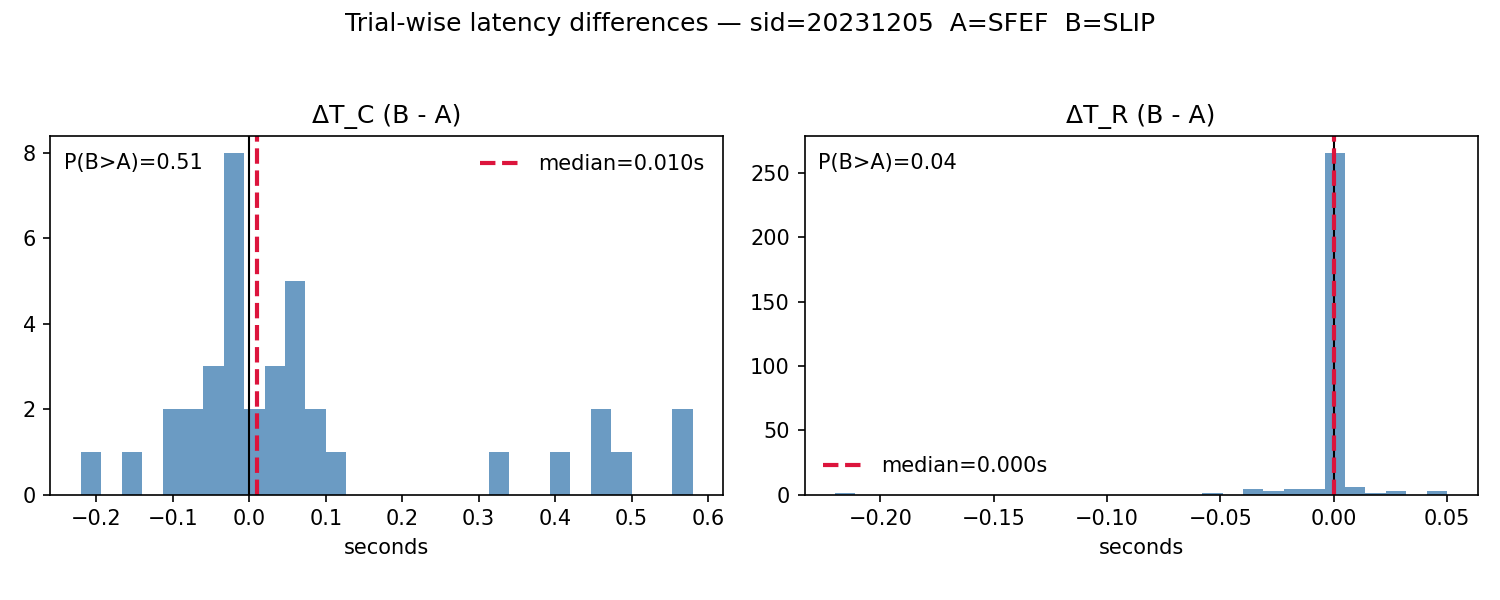 Trial-wise latency differences — sid=20231205  A=SFEF  B=SLIP
ΔT_C (B - A)
P(B>A)=0.51
median=0.010s
8
6
4
2
0
−0.2 −0.1 0.0 0.1 0.2 0.3 0.4 0.5 0.6
seconds
ΔT_R (B - A)
P(B>A)=0.04
250
200
150
100
50
0
median=0.000s
−0.20 −0.15 −0.10 −0.05 0.00 0.05
seconds